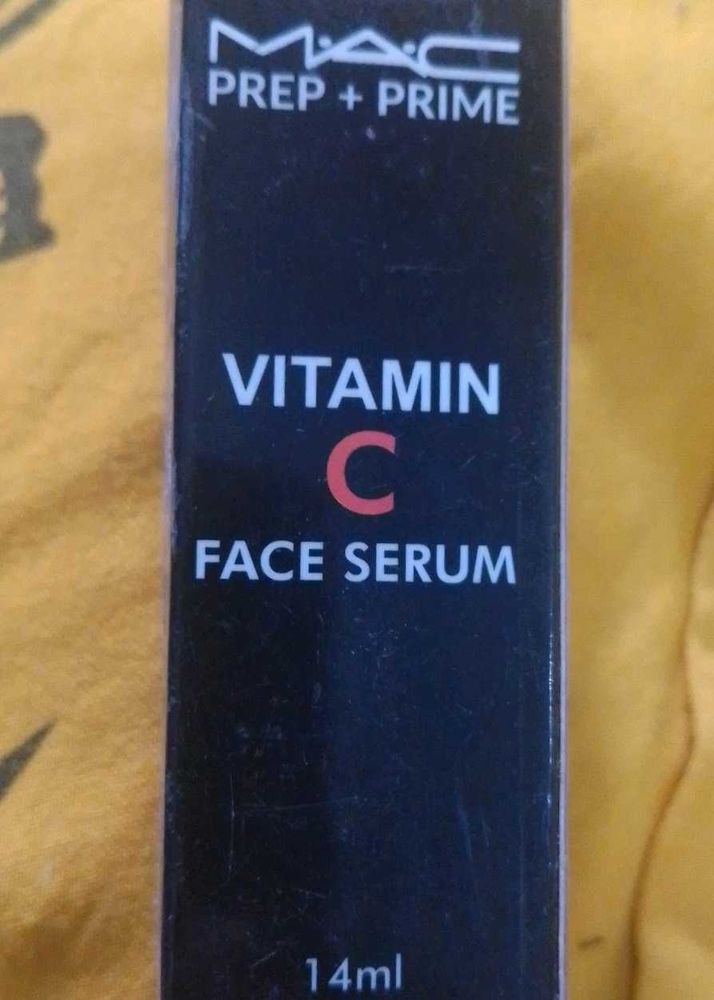 M·A·C
PREP + PRIME
VITAMIN
C
FACE SERUM
14ml